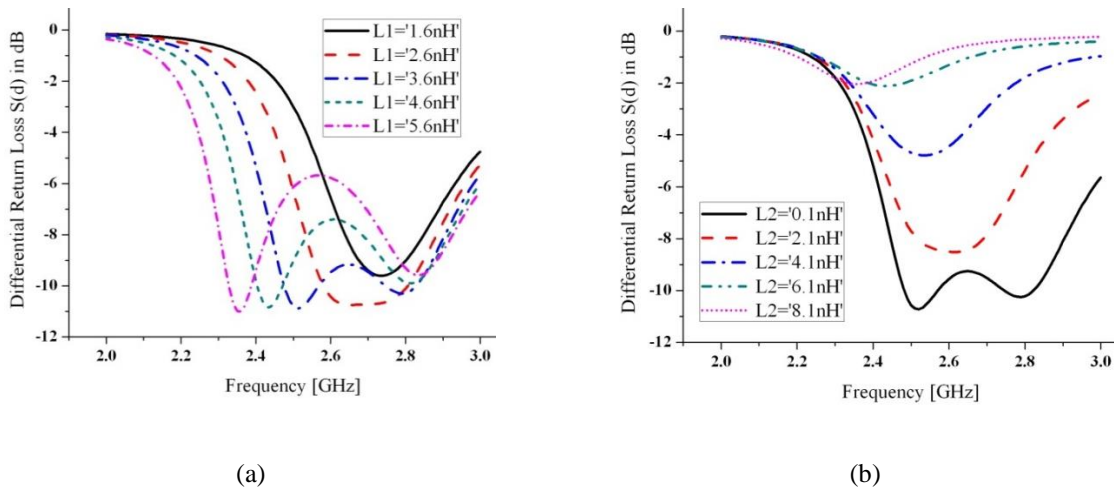 Differential Return Loss S(d) in dB
0
-2
-4
-6
-8
-10
-12
2.0
2.2
2.4
2.6
2.8
3.0
Frequency [GHz]
L1='1.6nH'
L1='2.6nH'
L1='3.6nH'
L1='4.6nH'
L1='5.6nH'
(a)
Differential Return Loss S(d) in dB
0
-2
-4
-6
-8
-10
-12
2.0
2.2
2.4
2.6
2.8
3.0
Frequency [GHz]
L2='0.1nH'
L2='2.1nH'
L2='4.1nH'
L2='6.1nH'
L2='8.1nH'
(b)